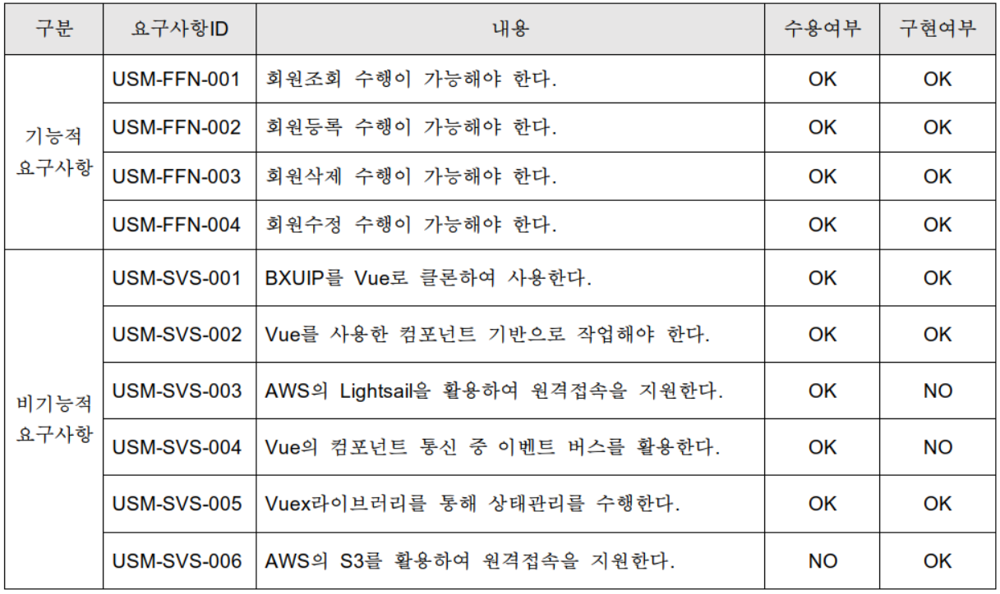 구분 요구사항ID 내용 수용여부 구현여부
기능적
요구사항
USM-FFN-001 회원조회 수행이 가능해야 한다. OK OK
USM-FFN-002 회원등록 수행이 가능해야 한다. OK OK
USM-FFN-003 회원삭제 수행이 가능해야 한다. OK OK
USM-FFN-004 회원수정 수행이 가능해야 한다. OK OK
비기능적
요구사항
USM-SVS-001 BXUIP를 Vue로 클론하여 사용한다. OK OK
USM-SVS-002 Vue를 사용한 컴포넌트 기반으로 작업해야 한다. OK OK
USM-SVS-003 AWS의 Lightsail을 활용하여 원격접속을 지원한다. OK NO
USM-SVS-004 Vue의 컴포넌트 통신 중 이벤트 버스를 활용한다. OK NO
USM-SVS-005 Vuex라이브러리를 통해 상태관리를 수행한다. OK OK
USM-SVS-006 AWS의 S3를 활용하여 원격접속을 지원한다. NO OK